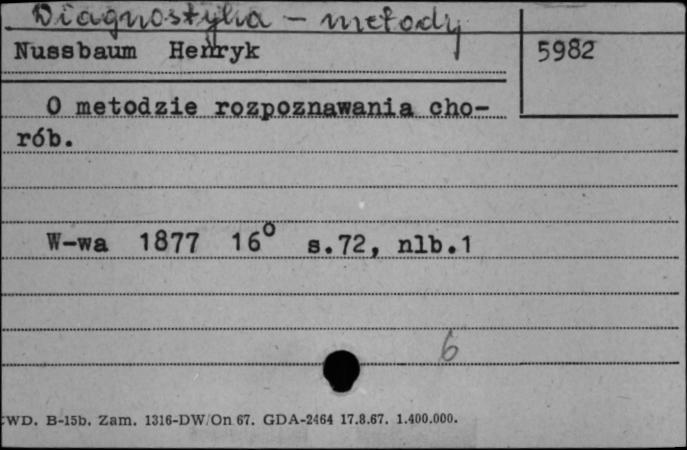 Diagnostyka - metody
Nussbaum Henryk
5982
O metodzie rozpoznawania cho-
rób.
W-wa 1877 16° s.72, nlb.1
6
WD. B-15b. Zam. 1316-DW/On 67. GDA-2464 17.8.67. 1.400.000.